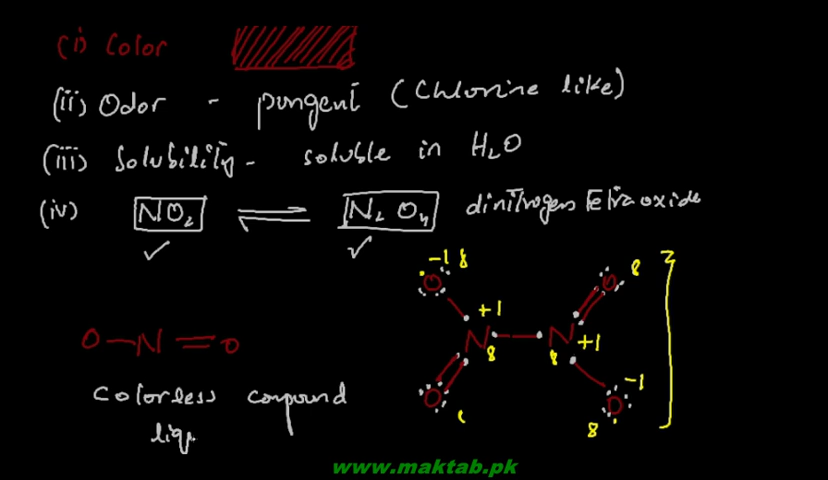 (i) Color
(ii) Odor - pungent (Chlorine like)
(iii) Solubility - soluble in H₂O
(iv) NO₂ ⇌ N₂O₄ dinitrogen tetraoxide
-1 8 8
O O
+1
N N +1
8 8
O — N = O
-1
O O
8
Colorless compound
liq
www.maktab.pk